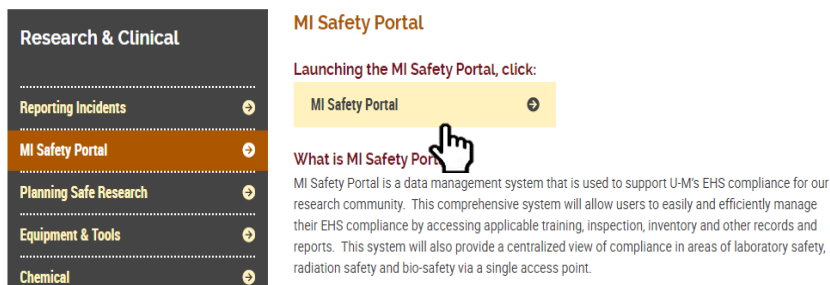 Research & Clinical
Reporting Incidents
MI Safety Portal
Planning Safe Research
Equipment & Tools
Chemical
MI Safety Portal
Launching the MI Safety Portal, click:
MI Safety Portal
What is MI Safety Port
MI Safety Portal is a data management system that is used to support U-M's EHS compliance for our
research community. This comprehensive system will allow users to easily and efficiently manage
their EHS compliance by accessing applicable training, inspection, inventory and other records and
reports. This system will also provide a centralized view of compliance in areas of laboratory safety,
radiation safety and bio-safety via a single access point.